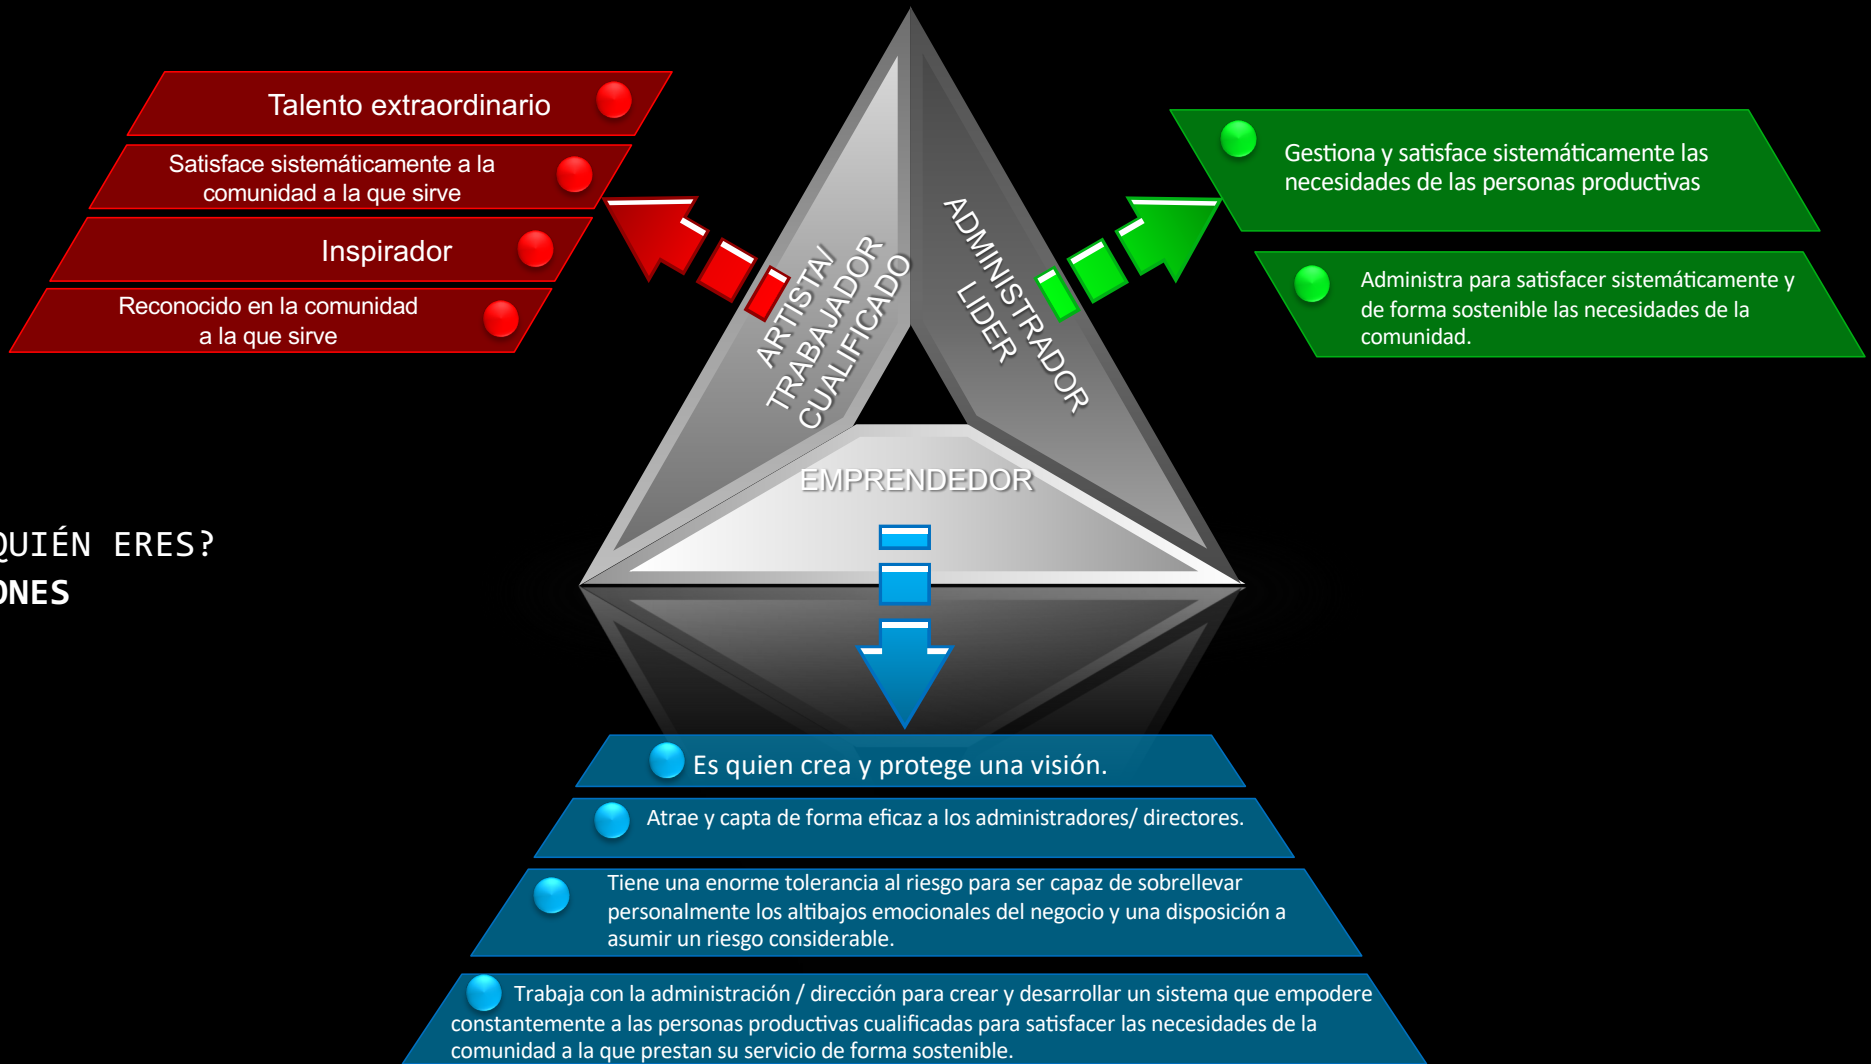 Talento extraordinario
Satisface sistemáticamente a la
comunidad a la que sirve
Inspirador
Reconocido en la comunidad
a la que sirve
ARTISTA/
TRABAJADOR
CUALIFICADO
ADMINISTRADOR
LIDER
Gestiona y satisface sistemáticamente las
necesidades de las personas productivas
Administra para satisfacer sistemáticamente y
de forma sostenible las necesidades de la
comunidad.
EMPRENDEDOR
QUIÉN ERES?
ONES
Es quien crea y protege una visión.
Atrae y capta de forma eficaz a los administradores/ directores.
Tiene una enorme tolerancia al riesgo para ser capaz de sobrellevar
personalmente los altibajos emocionales del negocio y una disposición a
asumir un riesgo considerable.
Trabaja con la administración / dirección para crear y desarrollar un sistema que empodere
constantemente a las personas productivas cualificadas para satisfacer las necesidades de la
comunidad a la que prestan su servicio de forma sostenible.